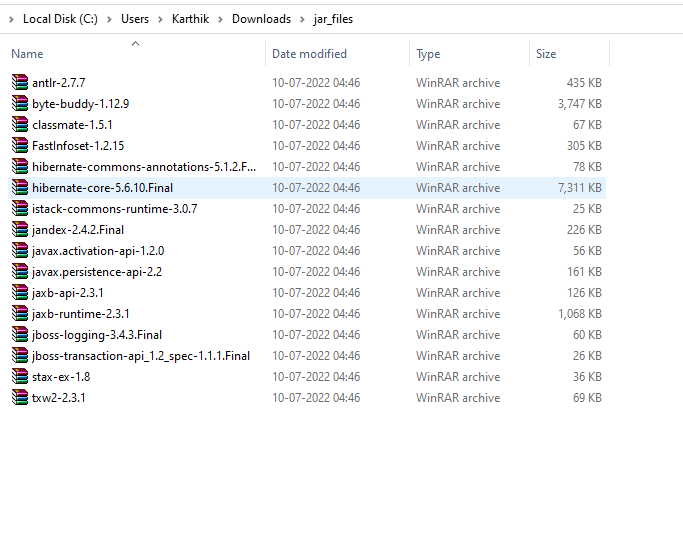 Local Disk (C:) Users Karthik Downloads jar_files
Name Date modified Type Size
antlr-2.7.7 10-07-2022 04:46 WinRAR archive 435 KB
byte-buddy-1.12.9 10-07-2022 04:46 WinRAR archive 3,747 KB
classmate-1.5.1 10-07-2022 04:46 WinRAR archive 67 KB
FastInfoset-1.2.15 10-07-2022 04:46 WinRAR archive 305 KB
hibernate-commons-annotations-5.1.2.F... 10-07-2022 04:46 WinRAR archive 78 KB
hibernate-core-5.6.10.Final 10-07-2022 04:46 WinRAR archive 7,311 KB
istack-commons-runtime-3.0.7 10-07-2022 04:46 WinRAR archive 25 KB
jandex-2.4.2.Final 10-07-2022 04:46 WinRAR archive 226 KB
javax.activation-api-1.2.0 10-07-2022 04:46 WinRAR archive 56 KB
javax.persistence-api-2.2 10-07-2022 04:46 WinRAR archive 161 KB
jaxb-api-2.3.1 10-07-2022 04:46 WinRAR archive 126 KB
jaxb-runtime-2.3.1 10-07-2022 04:46 WinRAR archive 1,068 KB
jboss-logging-3.4.3.Final 10-07-2022 04:46 WinRAR archive 60 KB
jboss-transaction-api_1.2_spec-1.1.1.Final 10-07-2022 04:46 WinRAR archive 26 KB
stax-ex-1.8 10-07-2022 04:46 WinRAR archive 36 KB
txw2-2.3.1 10-07-2022 04:46 WinRAR archive 69 KB